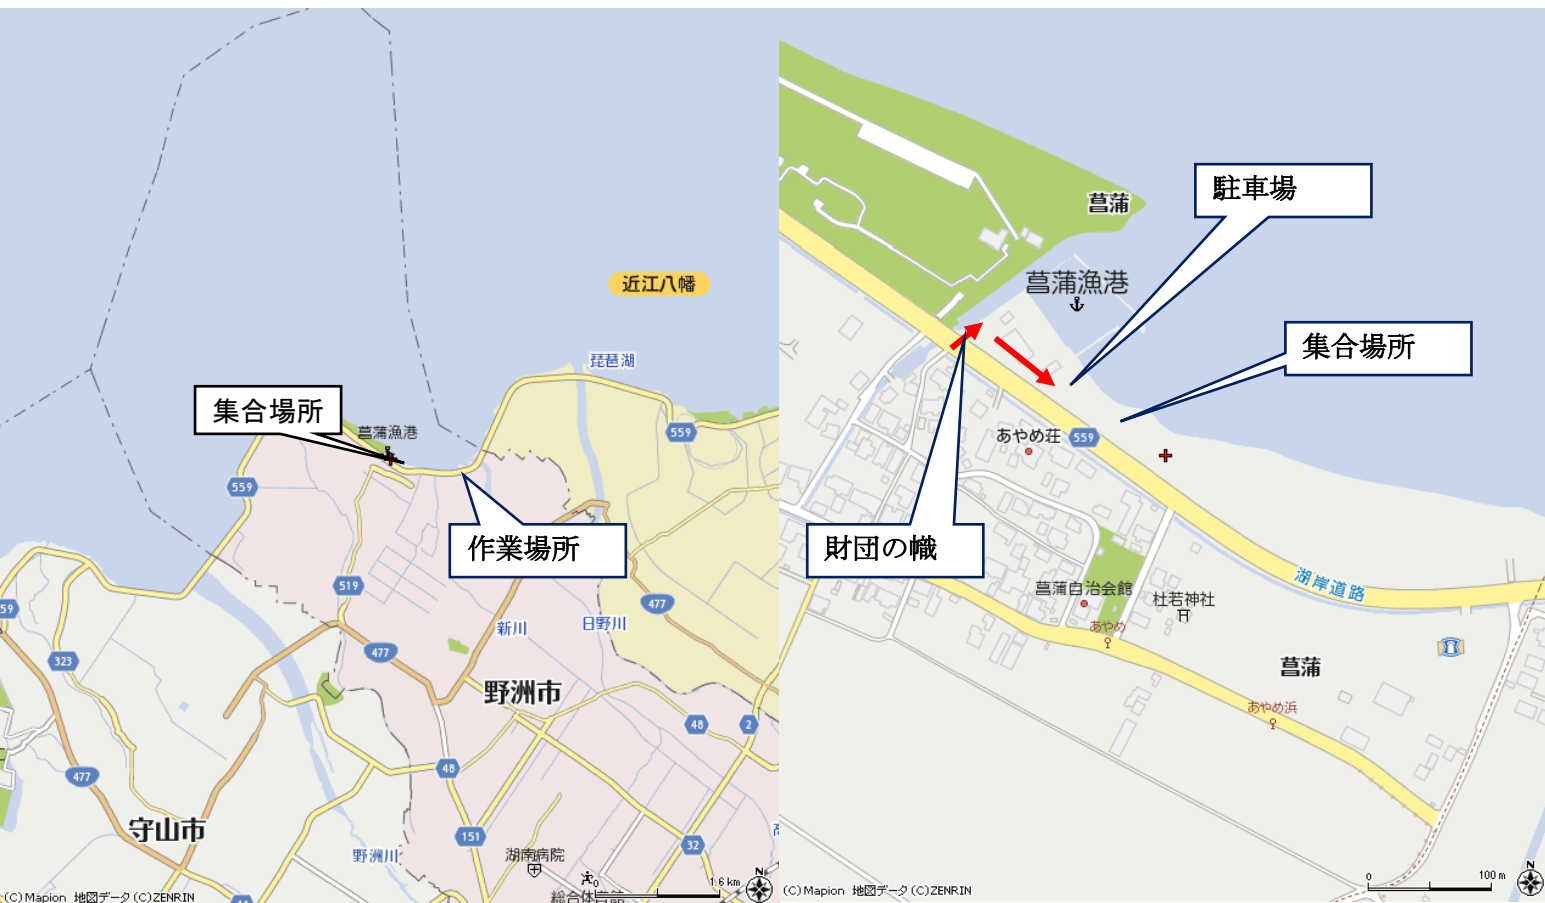 近江八幡
琵琶湖
559
集合場所
菖蒲漁港
559
作業場所
519
59
477
新川
日野川
477
323
野洲市
48
2
48
477
守山市
151
32
野洲川
湖南病院
0
1.6 km
N
(C) Mapion 地図データ (C)ZENRIN
44
駐車場
菖蒲
菖蒲漁港
集合場所
あやめ荘
559
財団の幟
湖岸道路
菖蒲自治会館
杜若神社
あやめ
菖蒲
あやめ浜
0
100 m
N
(C) Mapion 地図データ (C)ZENRIN